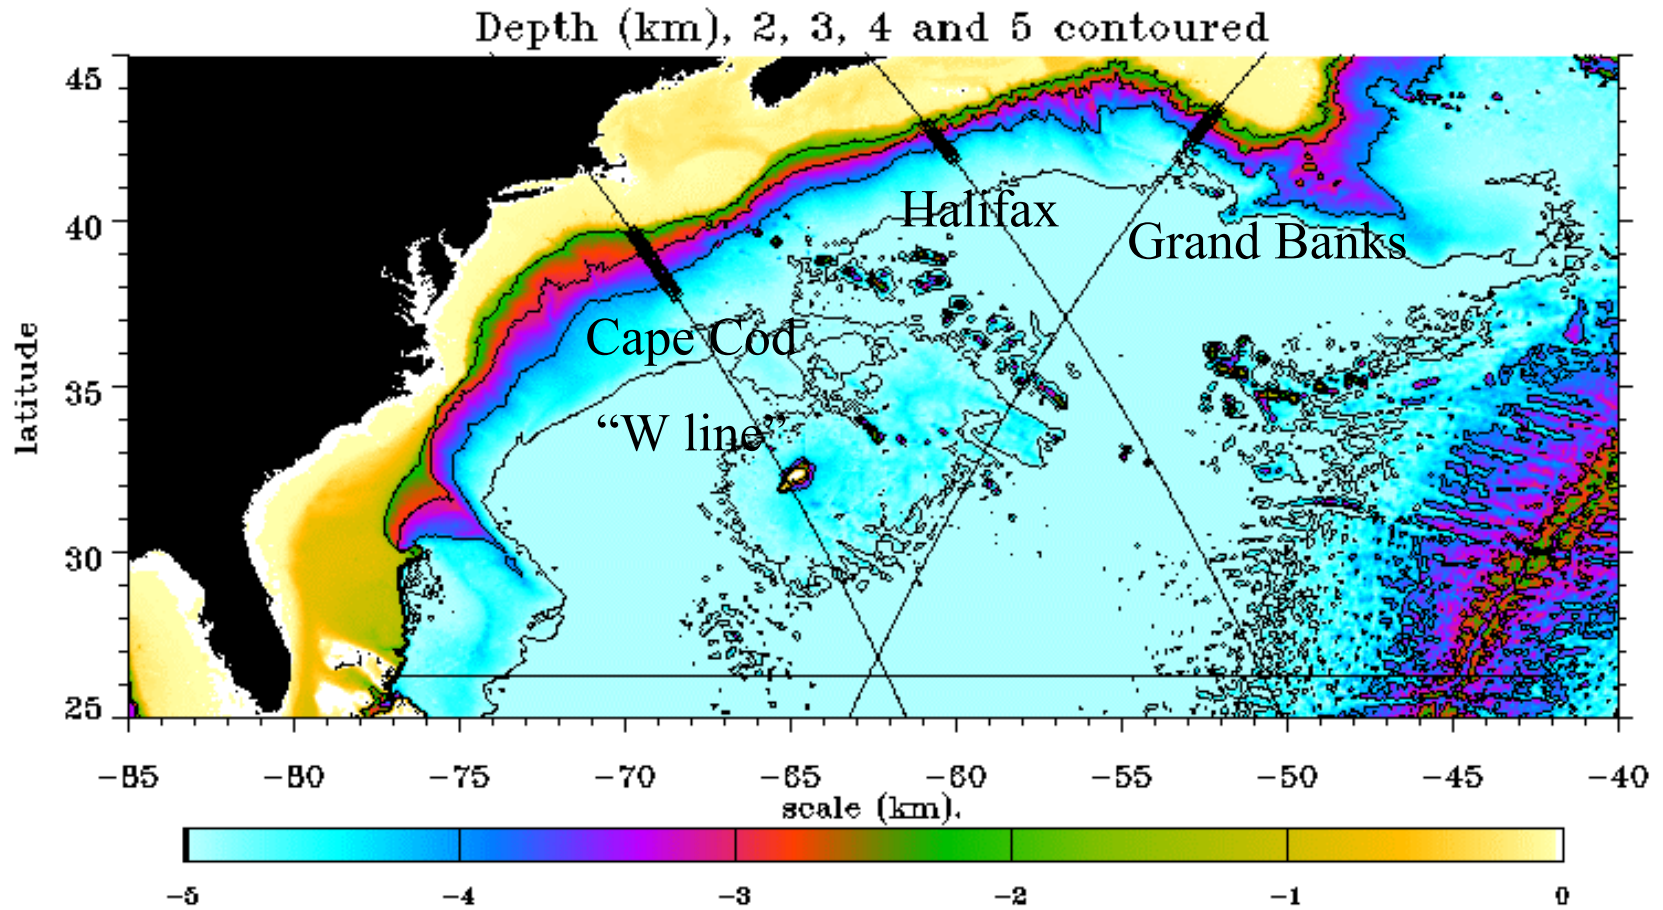 Depth (km), 2, 3, 4 and 5 contoured
45
40
35
30
25
latitude
Halifax
Grand Banks
Cape Cod
“W line”
-85 -80 -75 -70 -65 -60 -55 -50 -45 -40
scale (km).
-5 -4 -3 -2 -1 0